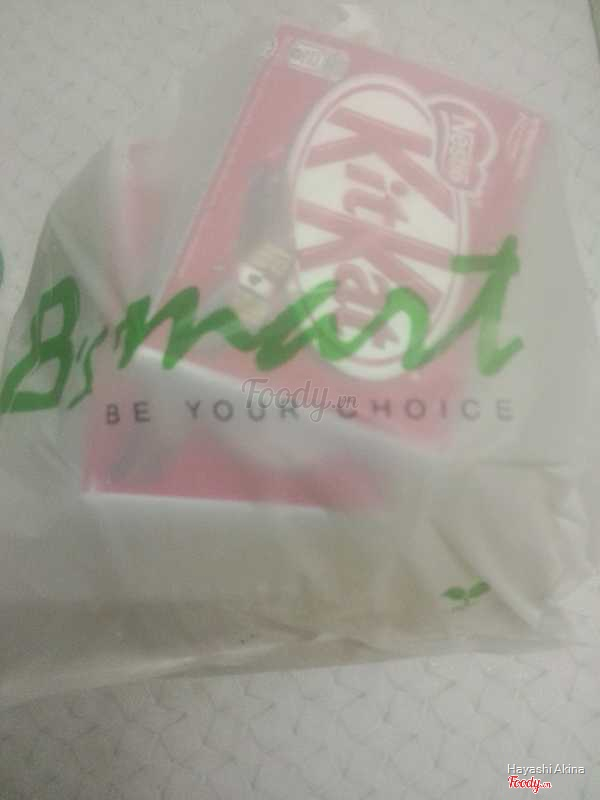 Nestlé
KitKat
B'smart
Foody.vn
BE YOUR CHOICE
Hayashi Akina
Foody.vn